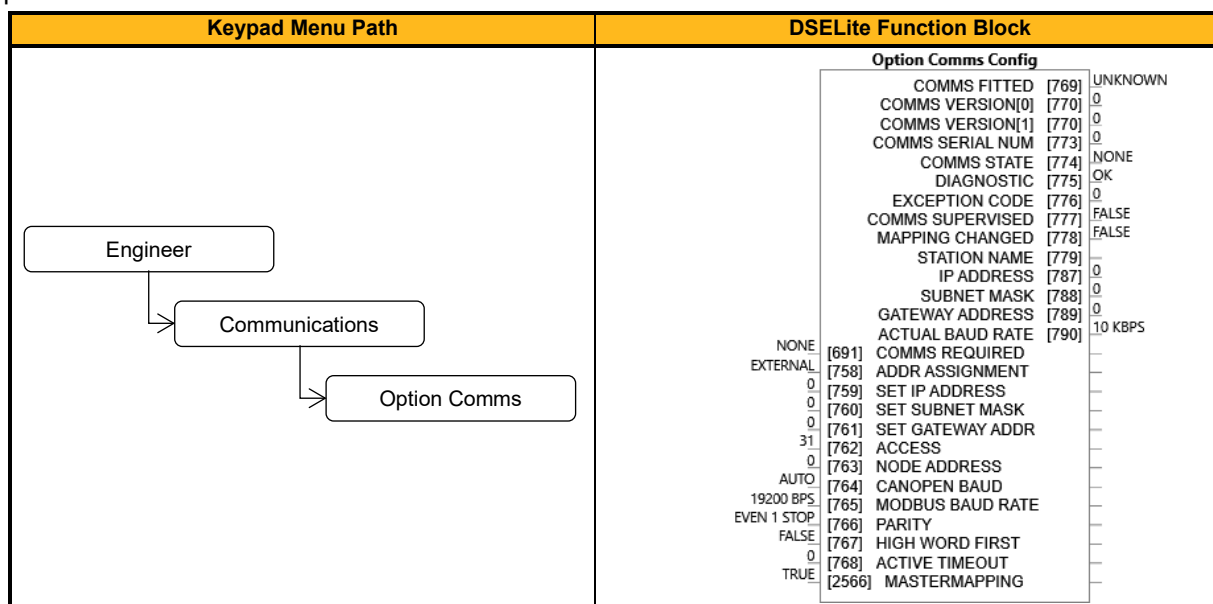 Keypad Menu Path
DSELite Function Block
Engineer
Communications
Option Comms
Option Comms Config
COMMS FITTED [769] UNKNOWN
COMMS VERSION[0] [770] 0
COMMS VERSION[1] [770] 0
COMMS SERIAL NUM [773] 0
COMMS STATE [774] NONE
DIAGNOSTIC [775] OK
EXCEPTION CODE [776] 0
COMMS SUPERVISED [777] FALSE
MAPPING CHANGED [778] FALSE
STATION NAME [779]
IP ADDRESS [787] 0
SUBNET MASK [788] 0
GATEWAY ADDRESS [789] 0
ACTUAL BAUD RATE [790] 10 KBPS
NONE [691] COMMS REQUIRED
EXTERNAL [758] ADDR ASSIGNMENT
0 [759] SET IP ADDRESS
0 [760] SET SUBNET MASK
0 [761] SET GATEWAY ADDR
31 [762] ACCESS
0 [763] NODE ADDRESS
AUTO [764] CANOPEN BAUD
19200 BPS [765] MODBUS BAUD RATE
EVEN 1 STOP [766] PARITY
FALSE [767] HIGH WORD FIRST
0 [768] ACTIVE TIMEOUT
TRUE [2566] MASTERMAPPING